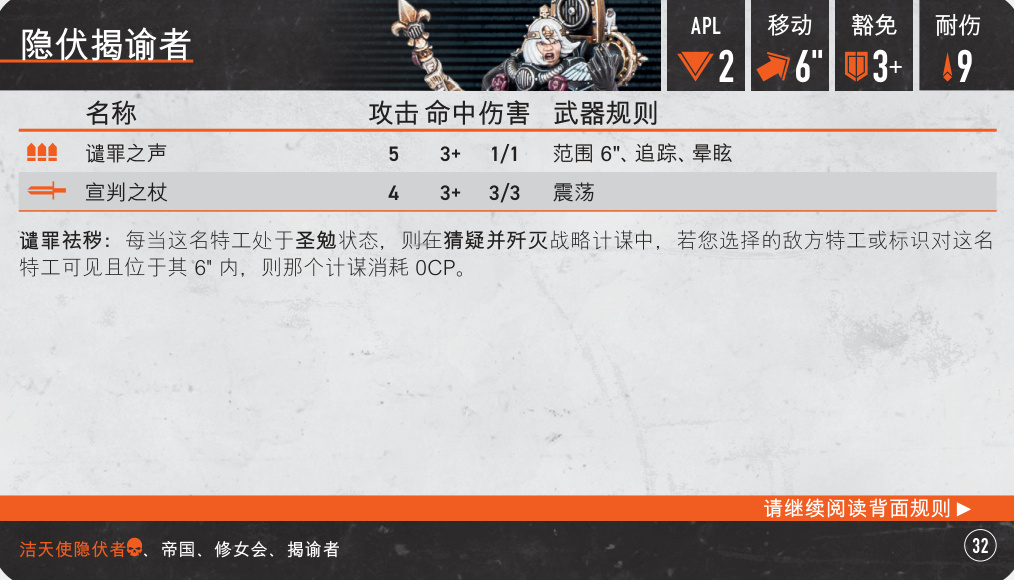 隐伏揭谕者
APL 移动 豁免 耐伤
2 6" 3+ 9
名称 攻击 命中 伤害 武器规则
谴罪之声 5 3+ 1/1 范围 6"、追踪、晕眩
宣判之杖 4 3+ 3/3 震荡
谴罪祛秽：每当这名特工处于圣勉状态，则在猜疑并歼灭战略计谋中，若您选择的敌方特工或标识对这名
特工可见且位于其 6" 内，则那个计谋消耗 0CP。
请继续阅读背面规则▶
洁天使隐伏者、帝国、修女会、揭谕者
32